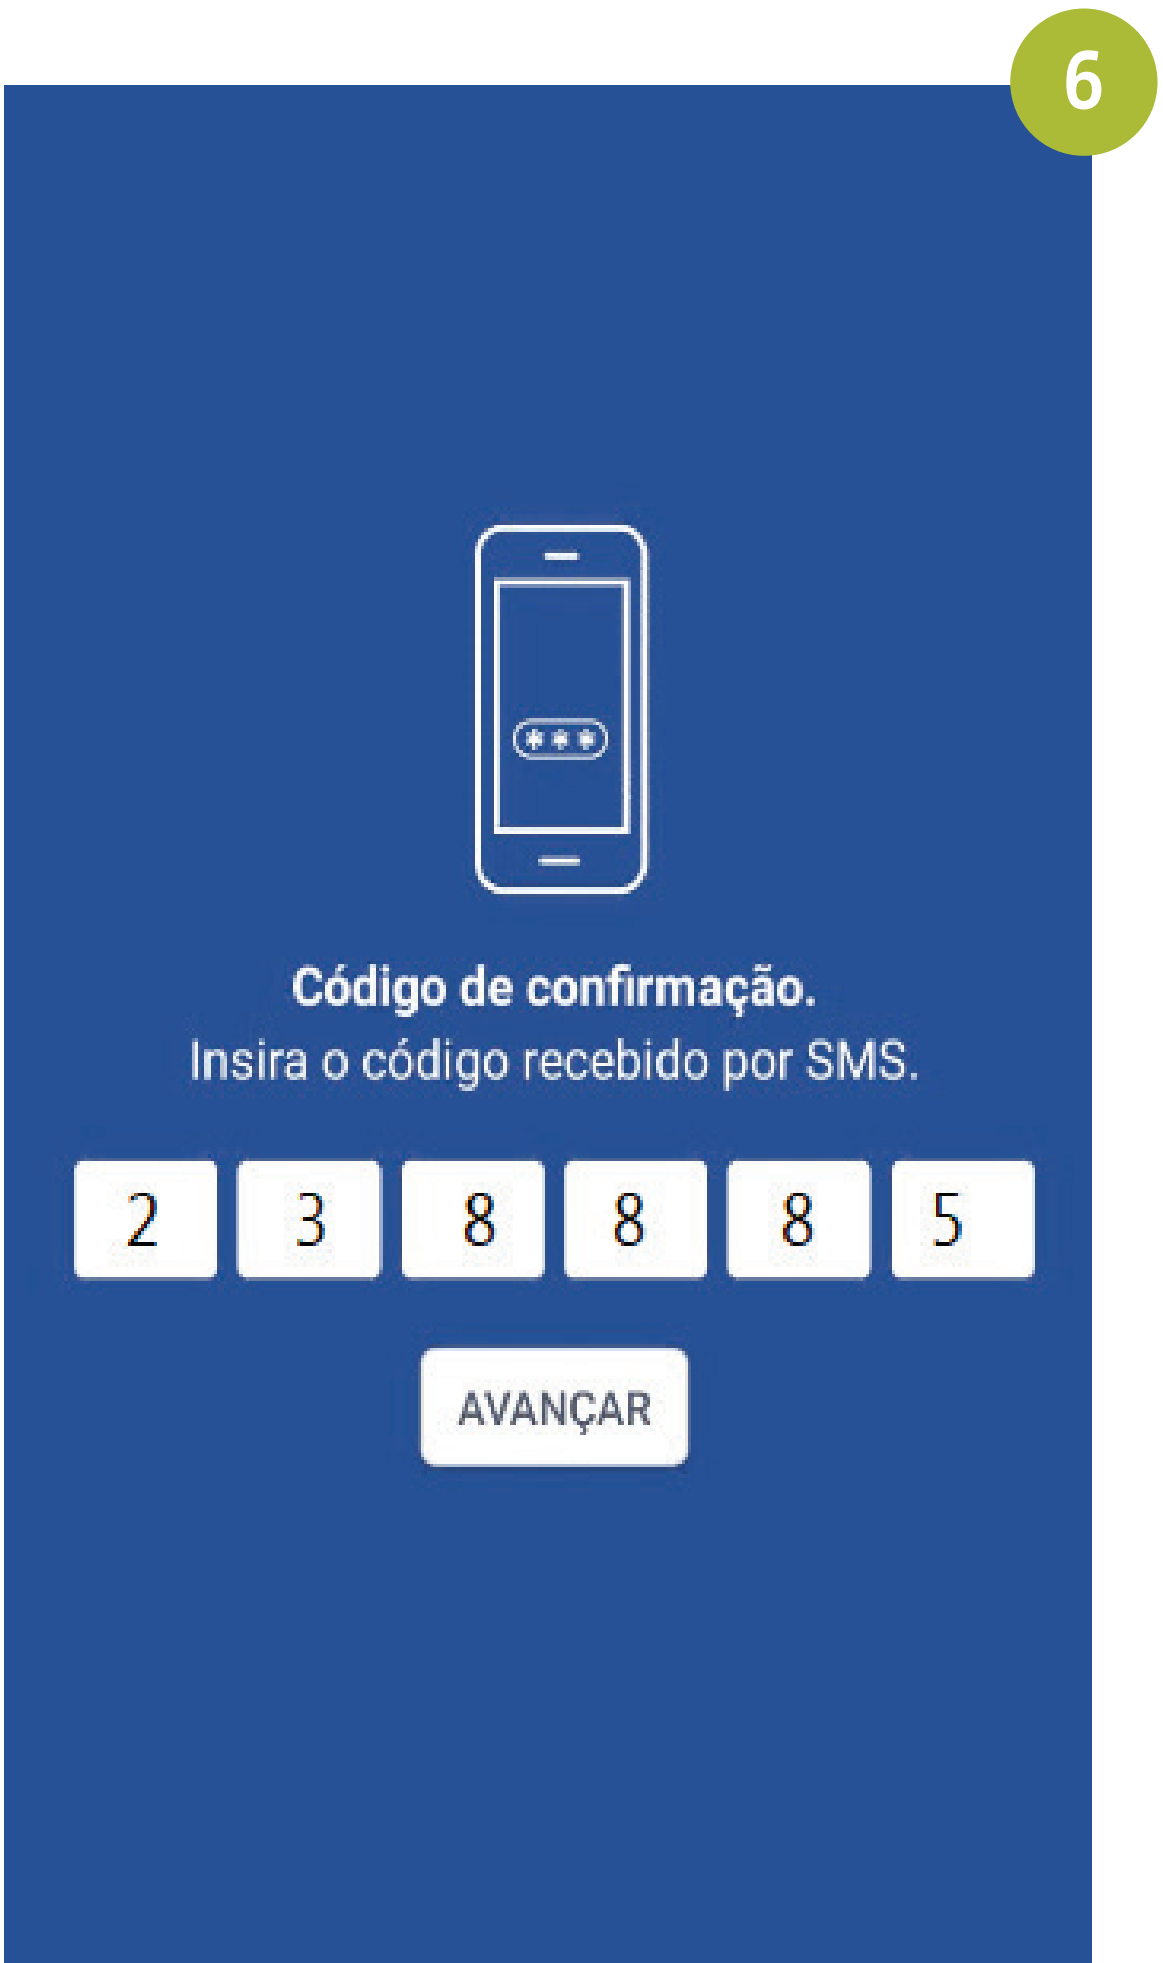 6
***
Código de confirmação.
Insira o código recebido por SMS.
2 3 8 8 8 5
AVANÇAR